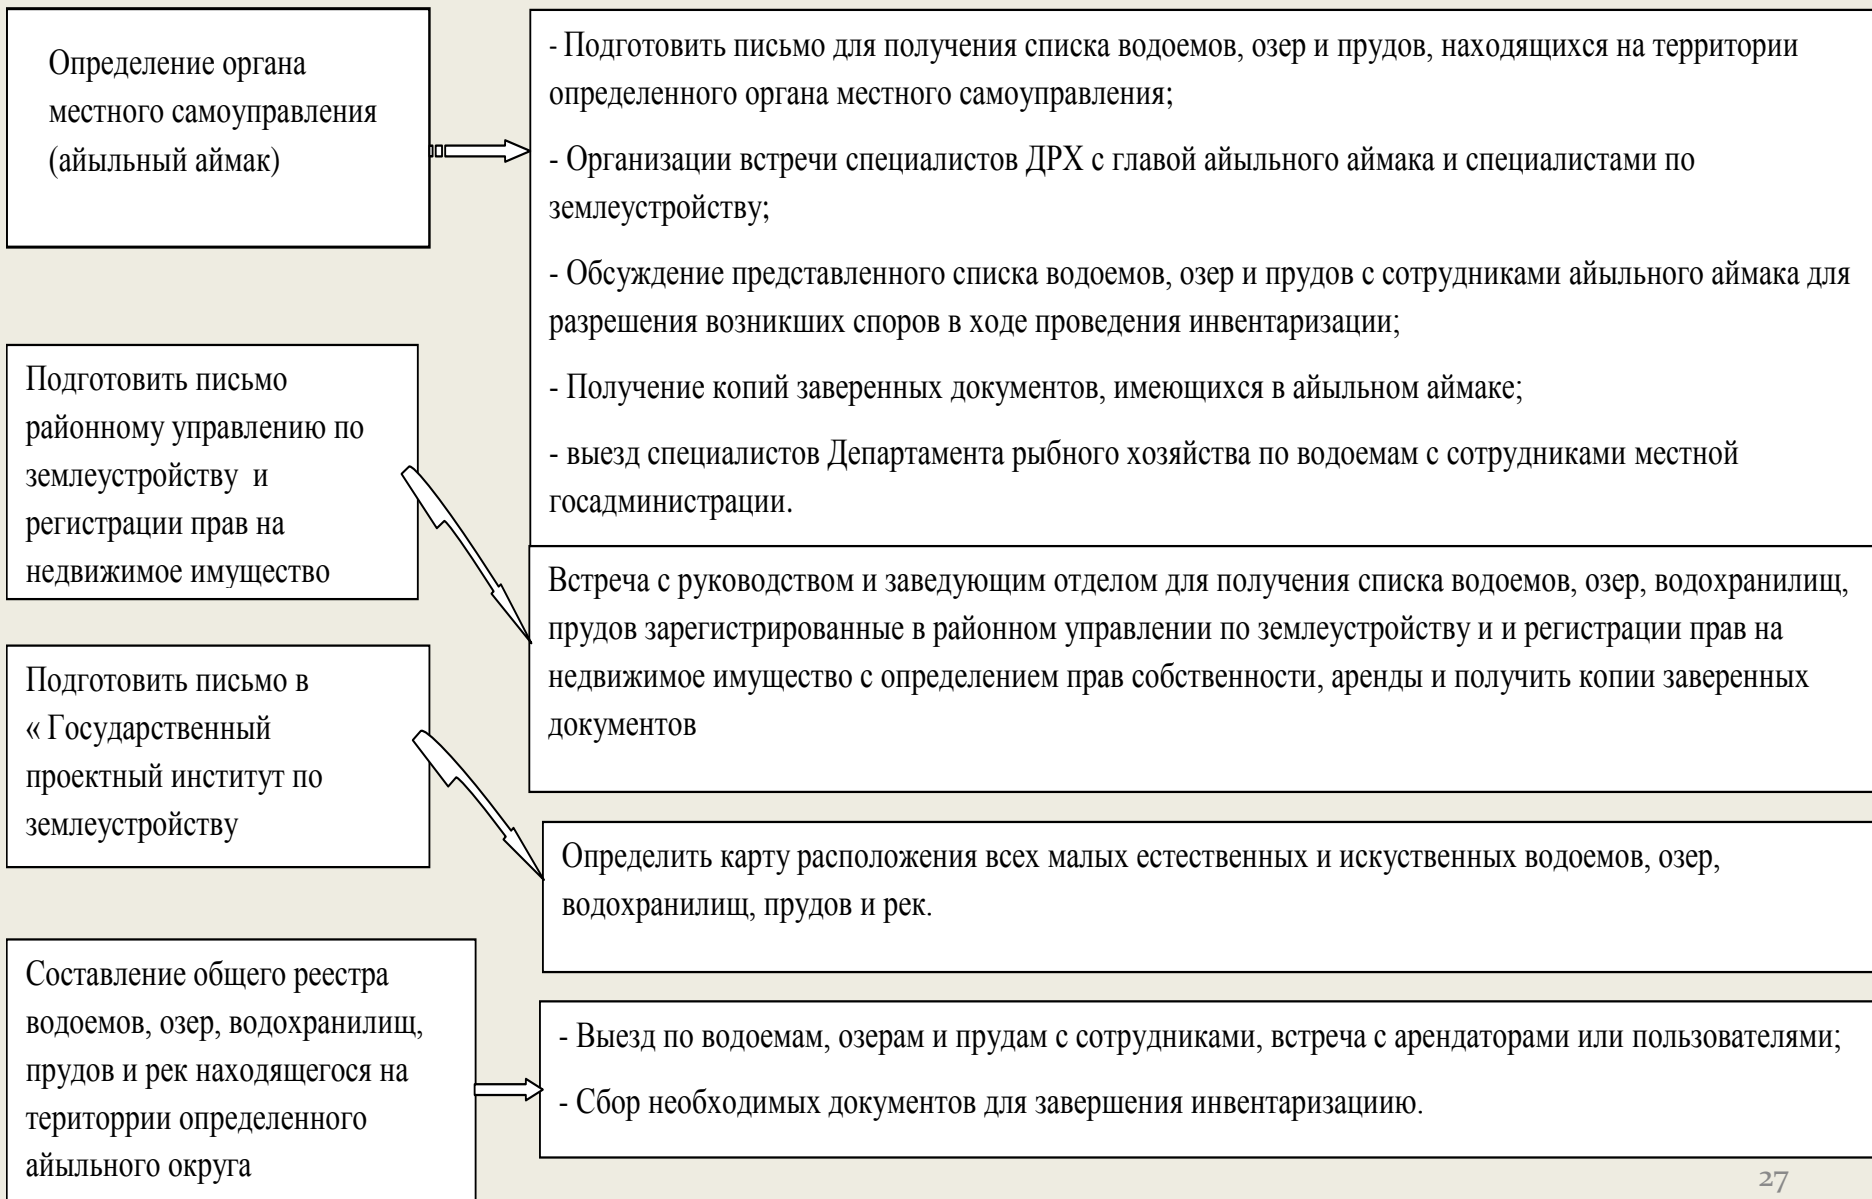 Определение органа
местного самоуправления
(айыльный аймак)
- Подготовить письмо для получения списка водоемов, озер и прудов, находящихся на территории
определенного органа местного самоуправления;
- Организации встречи специалистов ДРХ с главой айыльного аймака и специалистами по
землеустройству;
- Обсуждение представленного списка водоемов, озер и прудов с сотрудниками айыльного аймака для
разрешения возникших споров в ходе проведения инвентаризации;
- Получение копий заверенных документов, имеющихся в айыльном аймаке;
- выезд специалистов Департамента рыбного хозяйства по водоемам с сотрудниками местной
госадминистрации.
Подготовить письмо
районному управлению по
землеустройству и
регистрации прав на
недвижимое имущество
Встреча с руководством и заведующим отделом для получения списка водоемов, озер, водохранилищ,
прудов зарегистрированные в районном управлении по землеустройству и и регистрации прав на
недвижимое имущество с определением прав собственности, аренды и получить копии заверенных
документов
Подготовить письмо в
« Государственный
проектный институт по
землеустройству
Определить карту расположения всех малых естественных и искуственных водоемов, озер,
водохранилищ, прудов и рек.
Составление общего реестра
водоемов, озер, водохранилищ,
прудов и рек находящегося на
територрии определенного
айыльного округа
- Выезд по водоемам, озерам и прудам с сотрудниками, встреча с арендаторами или пользователями;
- Сбор необходимых документов для завершения инвентаризациию.
27